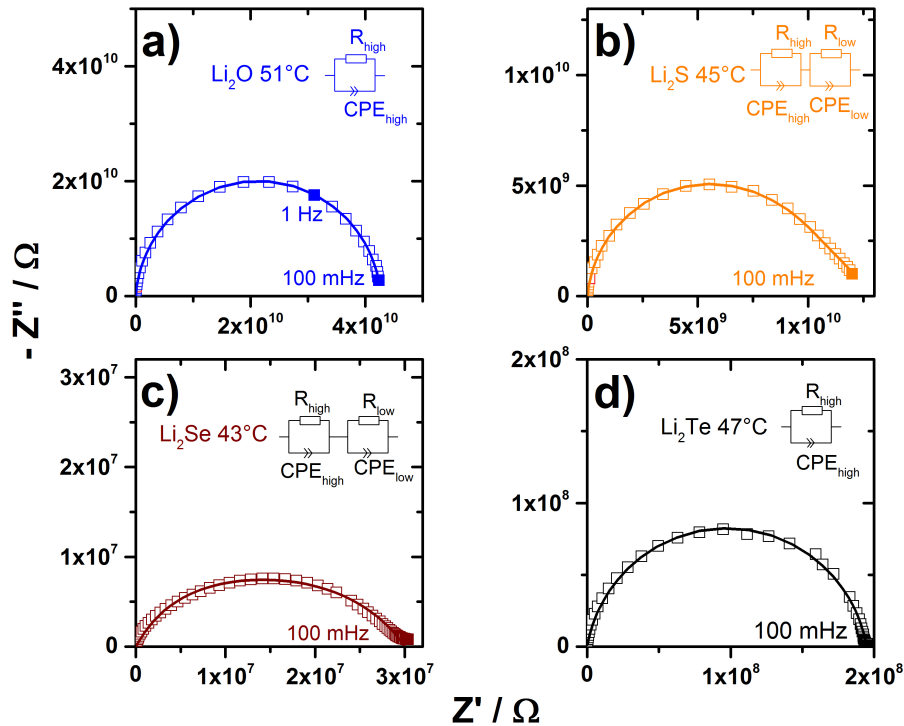 a)
R_high
Li₂O 51°C
CPE_high
4x10¹⁰
2x10¹⁰
0
1 Hz
100 mHz
0 2x10¹⁰ 4x10¹⁰
b)
R_high R_low
Li₂S 45°C
CPE_high CPE_low
1x10¹⁰
5x10⁹
0
100 mHz
0 5x10⁹ 1x10¹⁰
c)
R_high R_low
Li₂Se 43°C
CPE_high CPE_low
3x10⁷
2x10⁷
1x10⁷
0
100 mHz
1x10⁷ 2x10⁷ 3x10⁷
d)
R_high
Li₂Te 47°C
CPE_high
2x10⁸
1x10⁸
0
100 mHz
0 1x10⁸ 2x10⁸
- Z'' / Ω
Z' / Ω